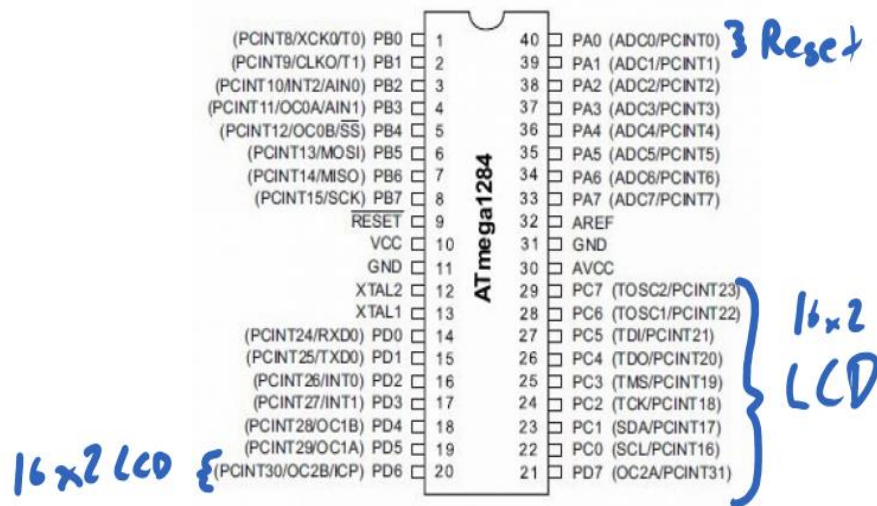 (PCINT8/XCK0/T0) PB0 1 40 PA0 (ADC0/PCINT0) } Reset
(PCINT9/CLKO/T1) PB1 2 39 PA1 (ADC1/PCINT1)
(PCINT10/INT2/AIN0) PB2 3 38 PA2 (ADC2/PCINT2)
(PCINT11/OC0A/AIN1) PB3 4 37 PA3 (ADC3/PCINT3)
(PCINT12/OC0B/SS) PB4 5 36 PA4 (ADC4/PCINT4)
(PCINT13/MOSI) PB5 6 35 PA5 (ADC5/PCINT5)
(PCINT14/MISO) PB6 7 34 PA6 (ADC6/PCINT6)
(PCINT15/SCK) PB7 8 33 PA7 (ADC7/PCINT7)
RESET 9 32 AREF
VCC 10 31 GND
GND 11 30 AVCC
XTAL2 12 29 PC7 (TOSC2/PCINT23)
XTAL1 13 28 PC6 (TOSC1/PCINT22)
(PCINT24/RXD0) PD0 14 27 PC5 (TDI/PCINT21)
(PCINT25/TXD0) PD1 15 26 PC4 (TDO/PCINT20)
(PCINT26/INT0) PD2 16 25 PC3 (TMS/PCINT19)
(PCINT27/INT1) PD3 17 24 PC2 (TCK/PCINT18)
(PCINT28/OC1B) PD4 18 23 PC1 (SDA/PCINT17)
(PCINT29/OC1A) PD5 19 22 PC0 (SCL/PCINT16)
16x2 LCD { (PCINT30/OC2B/ICP) PD6 20 21 PD7 (OC2A/PCINT31)
ATmega1284
16x2
LCD